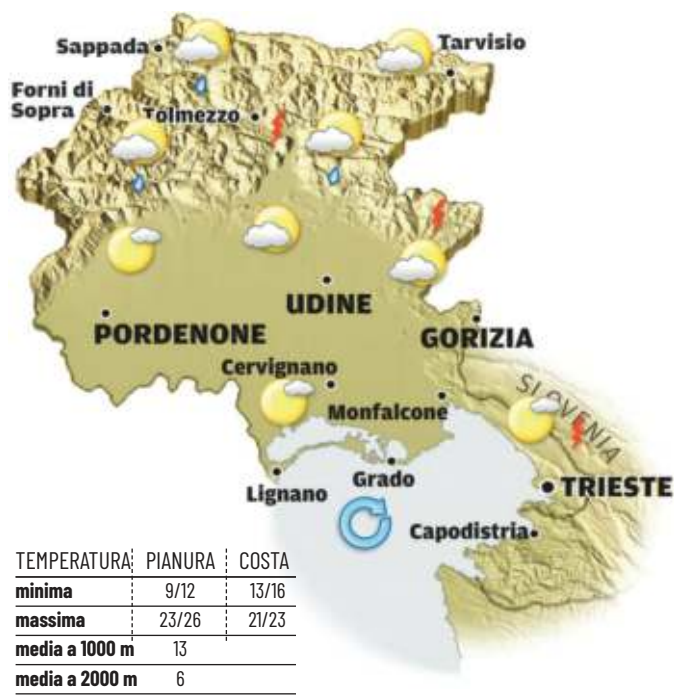 Sappada
Tarvisio
Forni di
Sopra
Tolmezzo
UDINE
PORDENONE
GORIZIA
Cervignano
SLOVENIA
Monfalcone
Grado
TRIESTE
Lignano
Capodistria
TEMPERATURA PIANURA COSTA
minima 9/12 13/16
massima 23/26 21/23
media a 1000 m 13
media a 2000 m 6